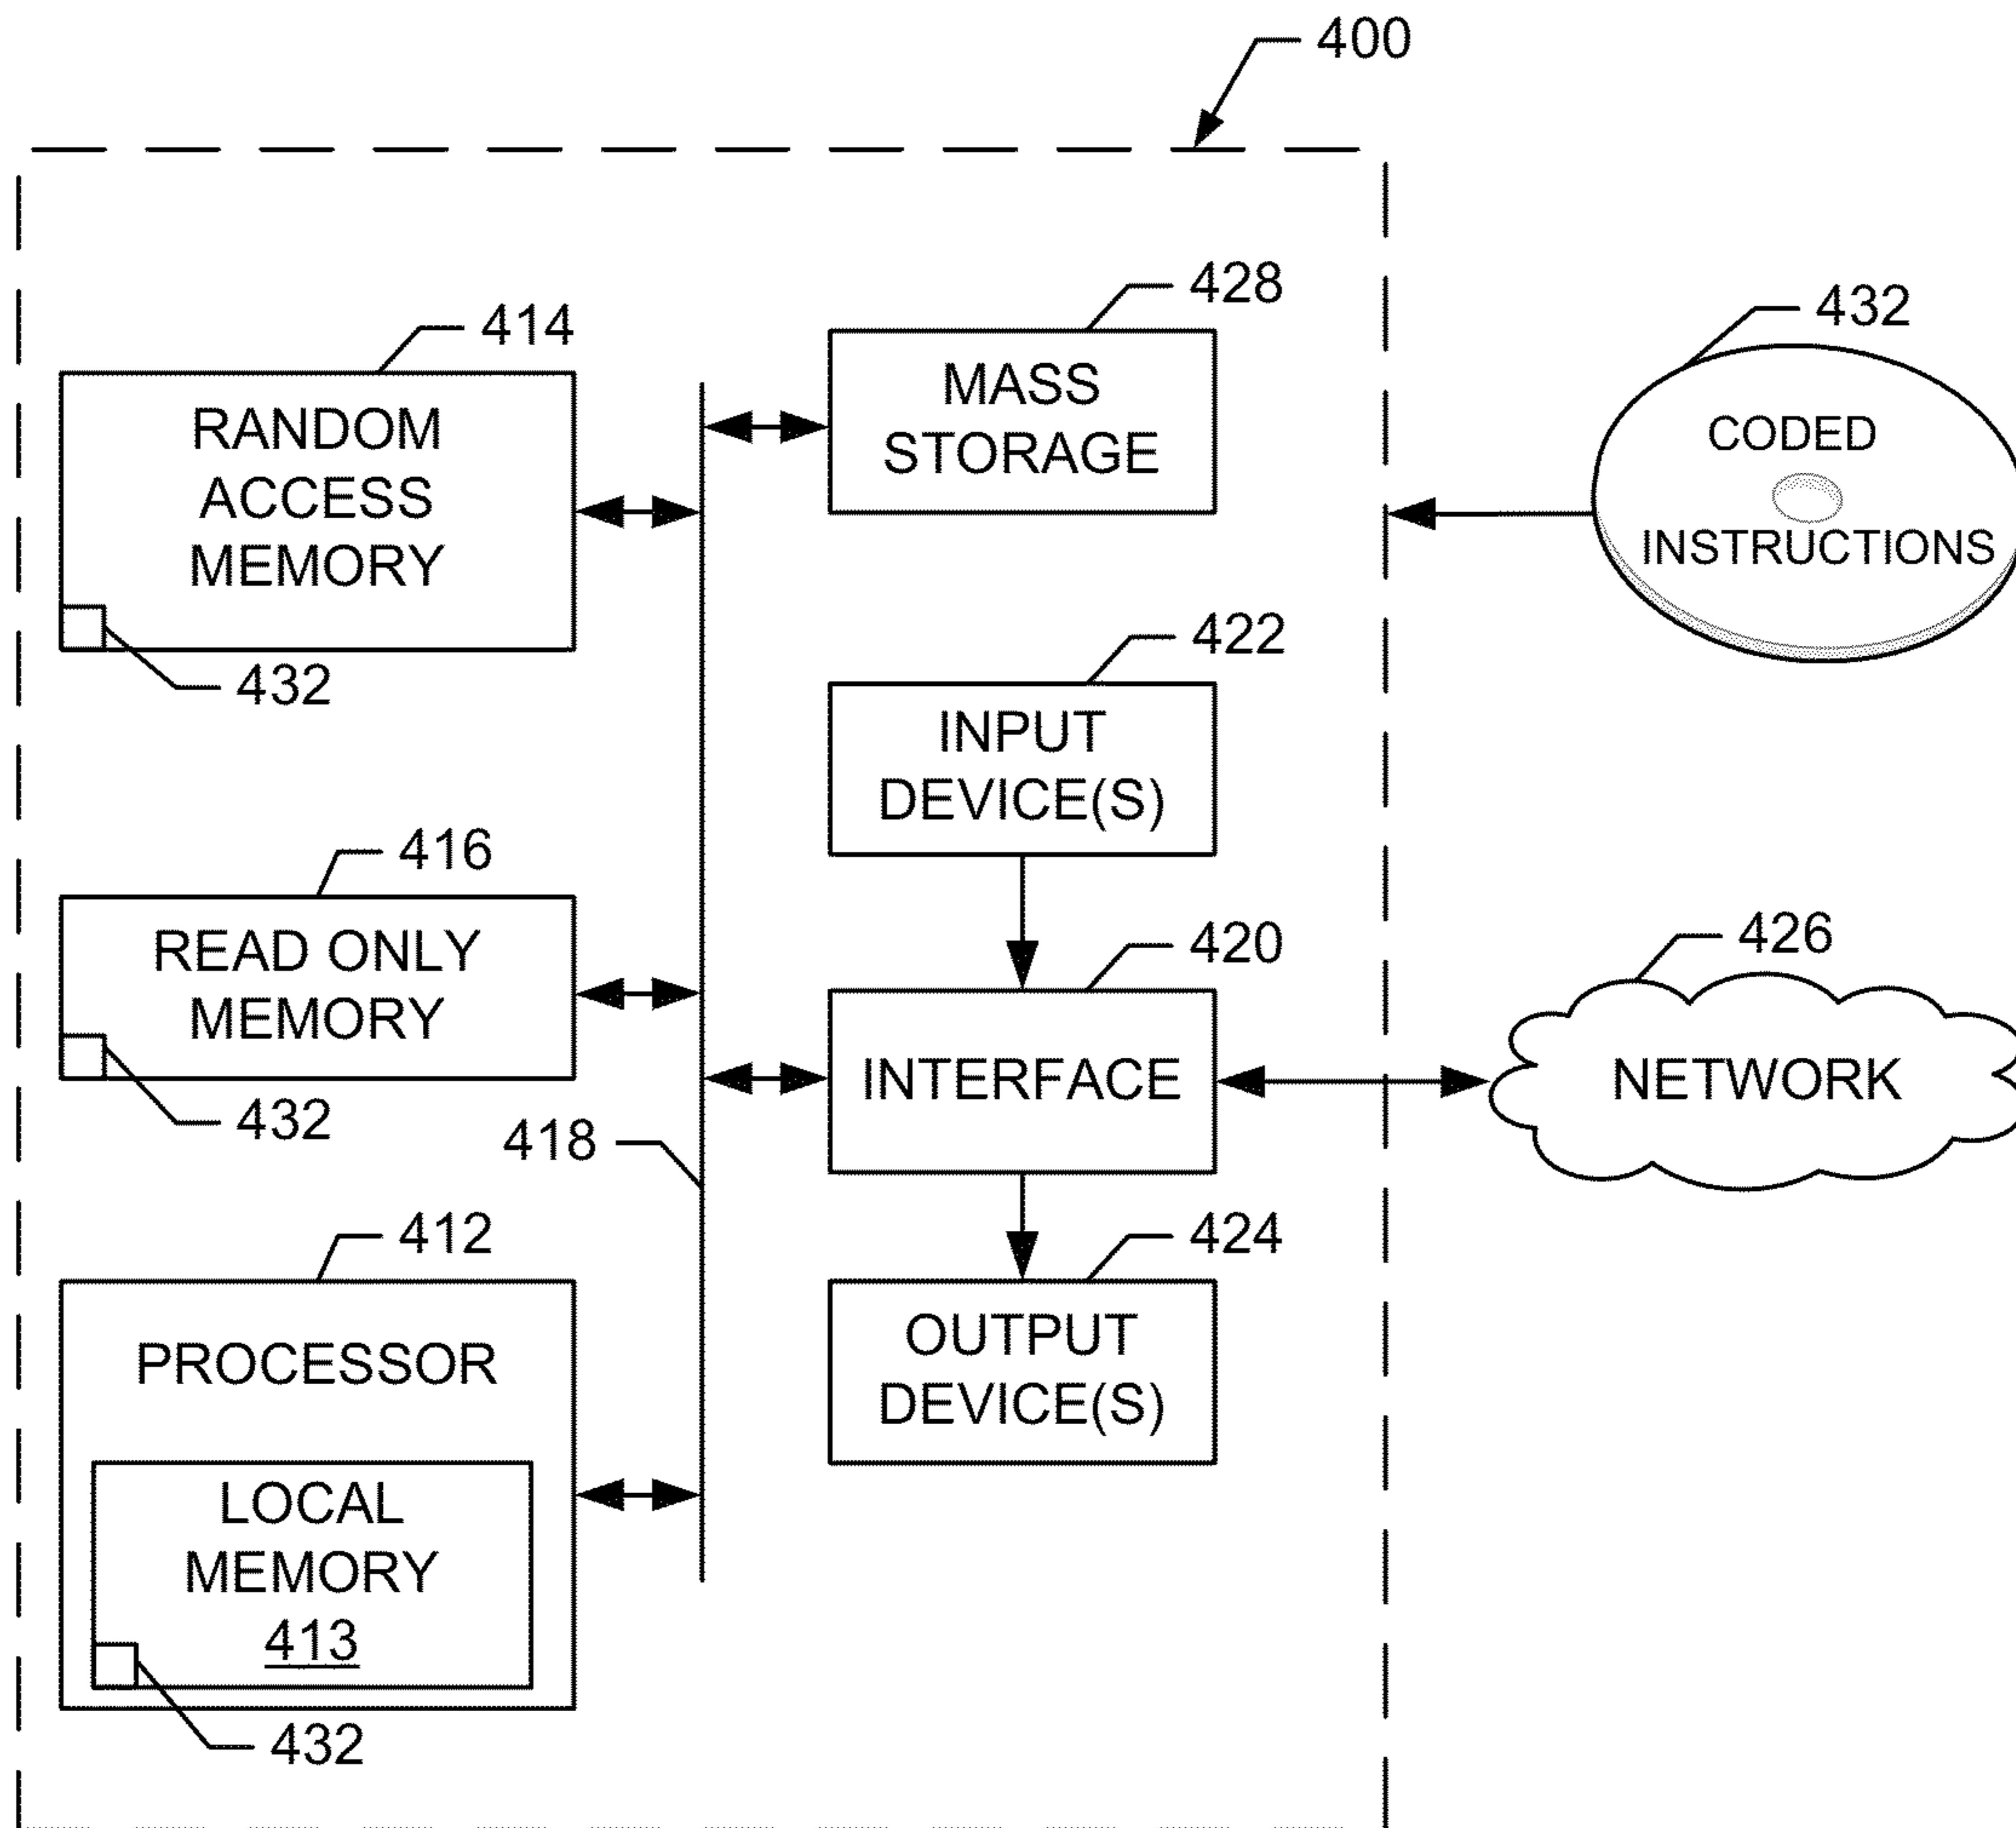 400
428
MASS
STORAGE
414
RANDOM
ACCESS
MEMORY
432
432
CODED
INSTRUCTIONS
422
INPUT
DEVICE(S)
416
READ ONLY
MEMORY
432
420
INTERFACE
426
NETWORK
418
412
PROCESSOR
LOCAL
MEMORY
413
432
424
OUTPUT
DEVICE(S)